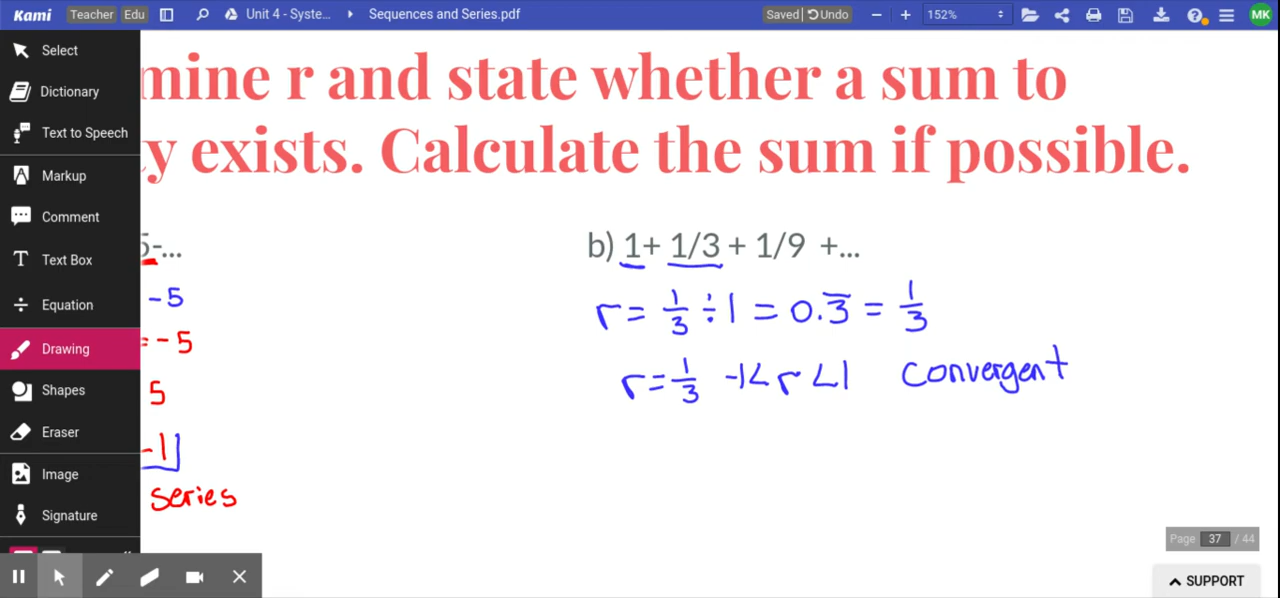 Kami Teacher Edu Unit 4 - Syste... Sequences and Series.pdf Saved Undo − + 152% MK
Select
Dictionary
Text to Speech
Markup
Comment
Text Box
Equation
Drawing
Shapes
Eraser
Image
Signature
mine r and state whether a sum to
ty exists. Calculate the sum if possible.
5-...
-5
= -5
5
-1
series
b) 1+ 1/3 + 1/9 +...
r = 1/3 ÷ 1 = 0.3̅ = 1/3
r = 1/3 -1 < r < 1 convergent
Page 37 / 44
SUPPORT